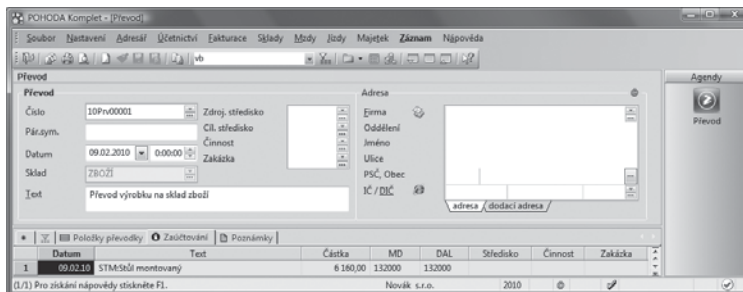 POHODA Komplet - [Převod]
Soubor Nastavení Adresář Účetnictví Fakturace Sklady Mzdy Jízdy Majetek Záznam Nápověda
vb
Převod
Agendy
Převod
Převod
Adresa
Číslo 10Prv00001
Pár.sym.
Datum 09.02.2010 0:00:00
Sklad ZBOŽÍ
Text Převod výrobku na sklad zboží
Zdroj. středisko
Cíl. středisko
Činnost
Zakázka
Firma
Oddělení
Jméno
Ulice
PSČ, Obec
IČ / DIČ
adresa dodací adresa
Položky převodky Zaúčtování Poznámky
Datum Text Částka MD DAL Středisko Činnost Zakázka
1 09.02.10 STM:Stůl montovaný 6 160,00 132000 132000
(1/1) Pro získání nápovědy stiskněte F1. Novák s.r.o. 2010